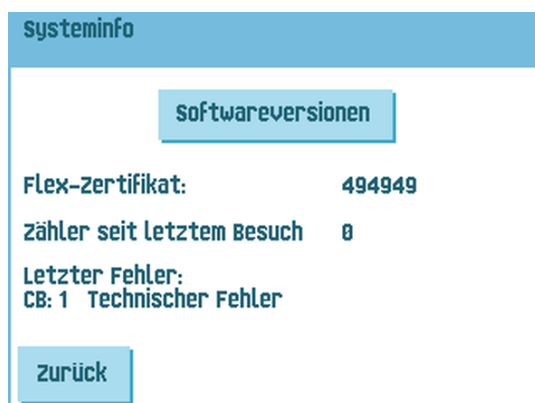 Systeminfo
Softwareversionen
Flex-Zertifikat: 494949
Zähler seit letztem Besuch 0
Letzter Fehler:
CB: 1 Technischer Fehler
Zurück